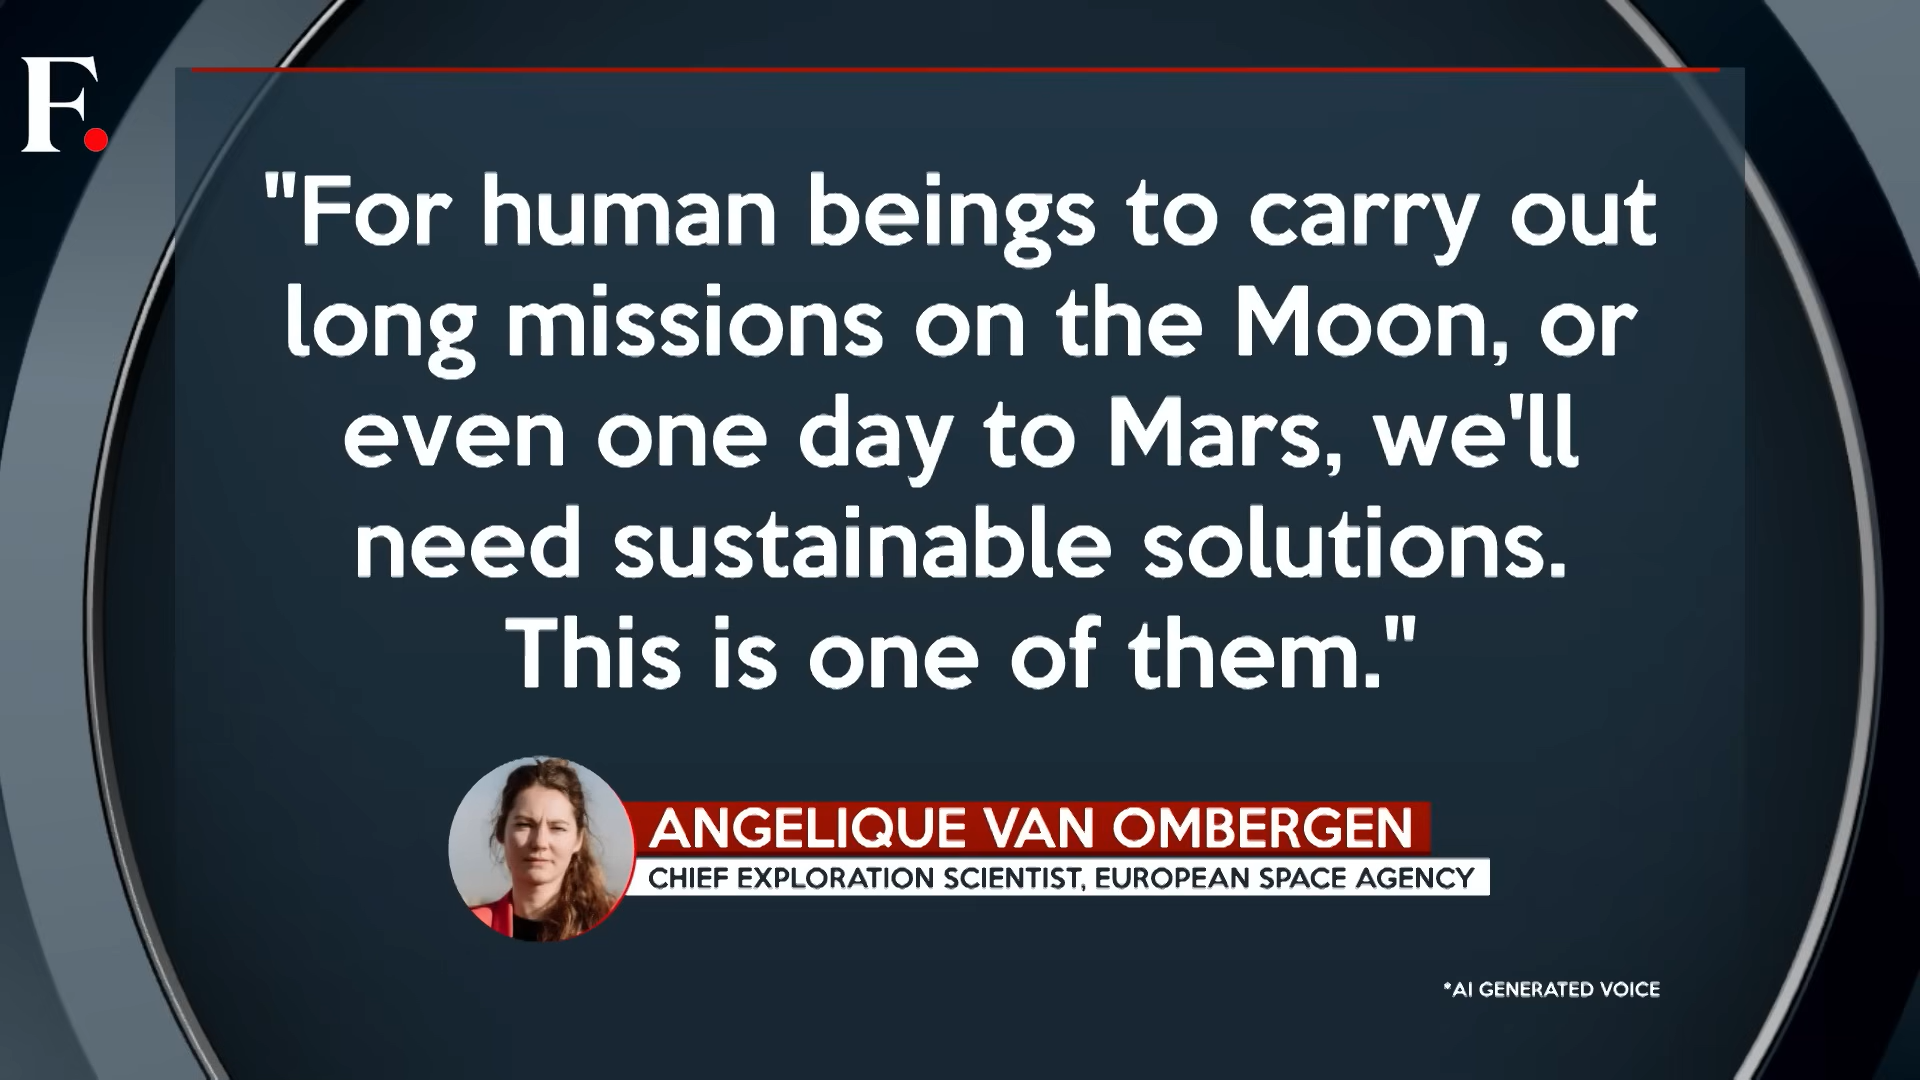 F.
"For human beings to carry out
long missions on the Moon, or
even one day to Mars, we'll
need sustainable solutions.
This is one of them."
ANGELIQUE VAN OMBERGEN
CHIEF EXPLORATION SCIENTIST, EUROPEAN SPACE AGENCY
*AI GENERATED VOICE